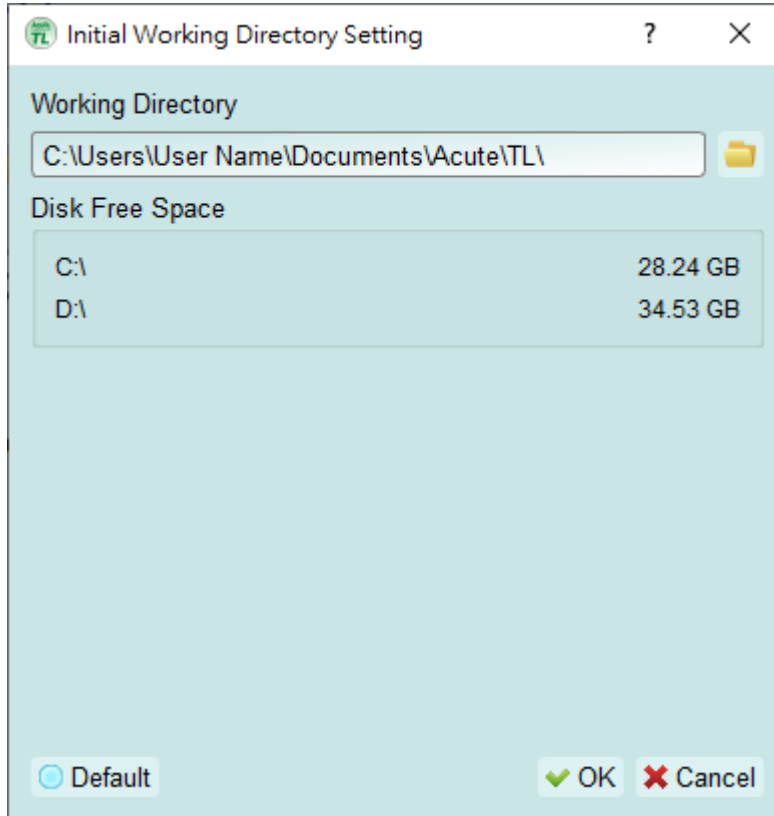 Acute
TL
Initial Working Directory Setting
?
Working Directory
C:\Users\User Name\Documents\Acute\TL\
Disk Free Space
C:\ 28.24 GB
D:\ 34.53 GB
Default
OK
Cancel